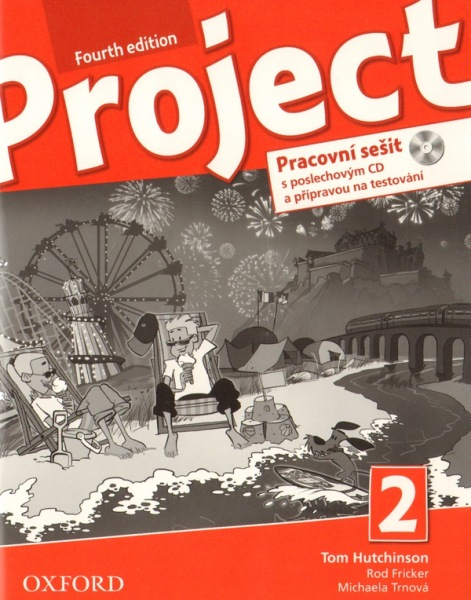 Fourth edition
Project
Pracovní sešit
s poslechovým CD
a přípravou na testování
2
Tom Hutchinson
Rod Fricker
Michaela Trnová
OXFORD